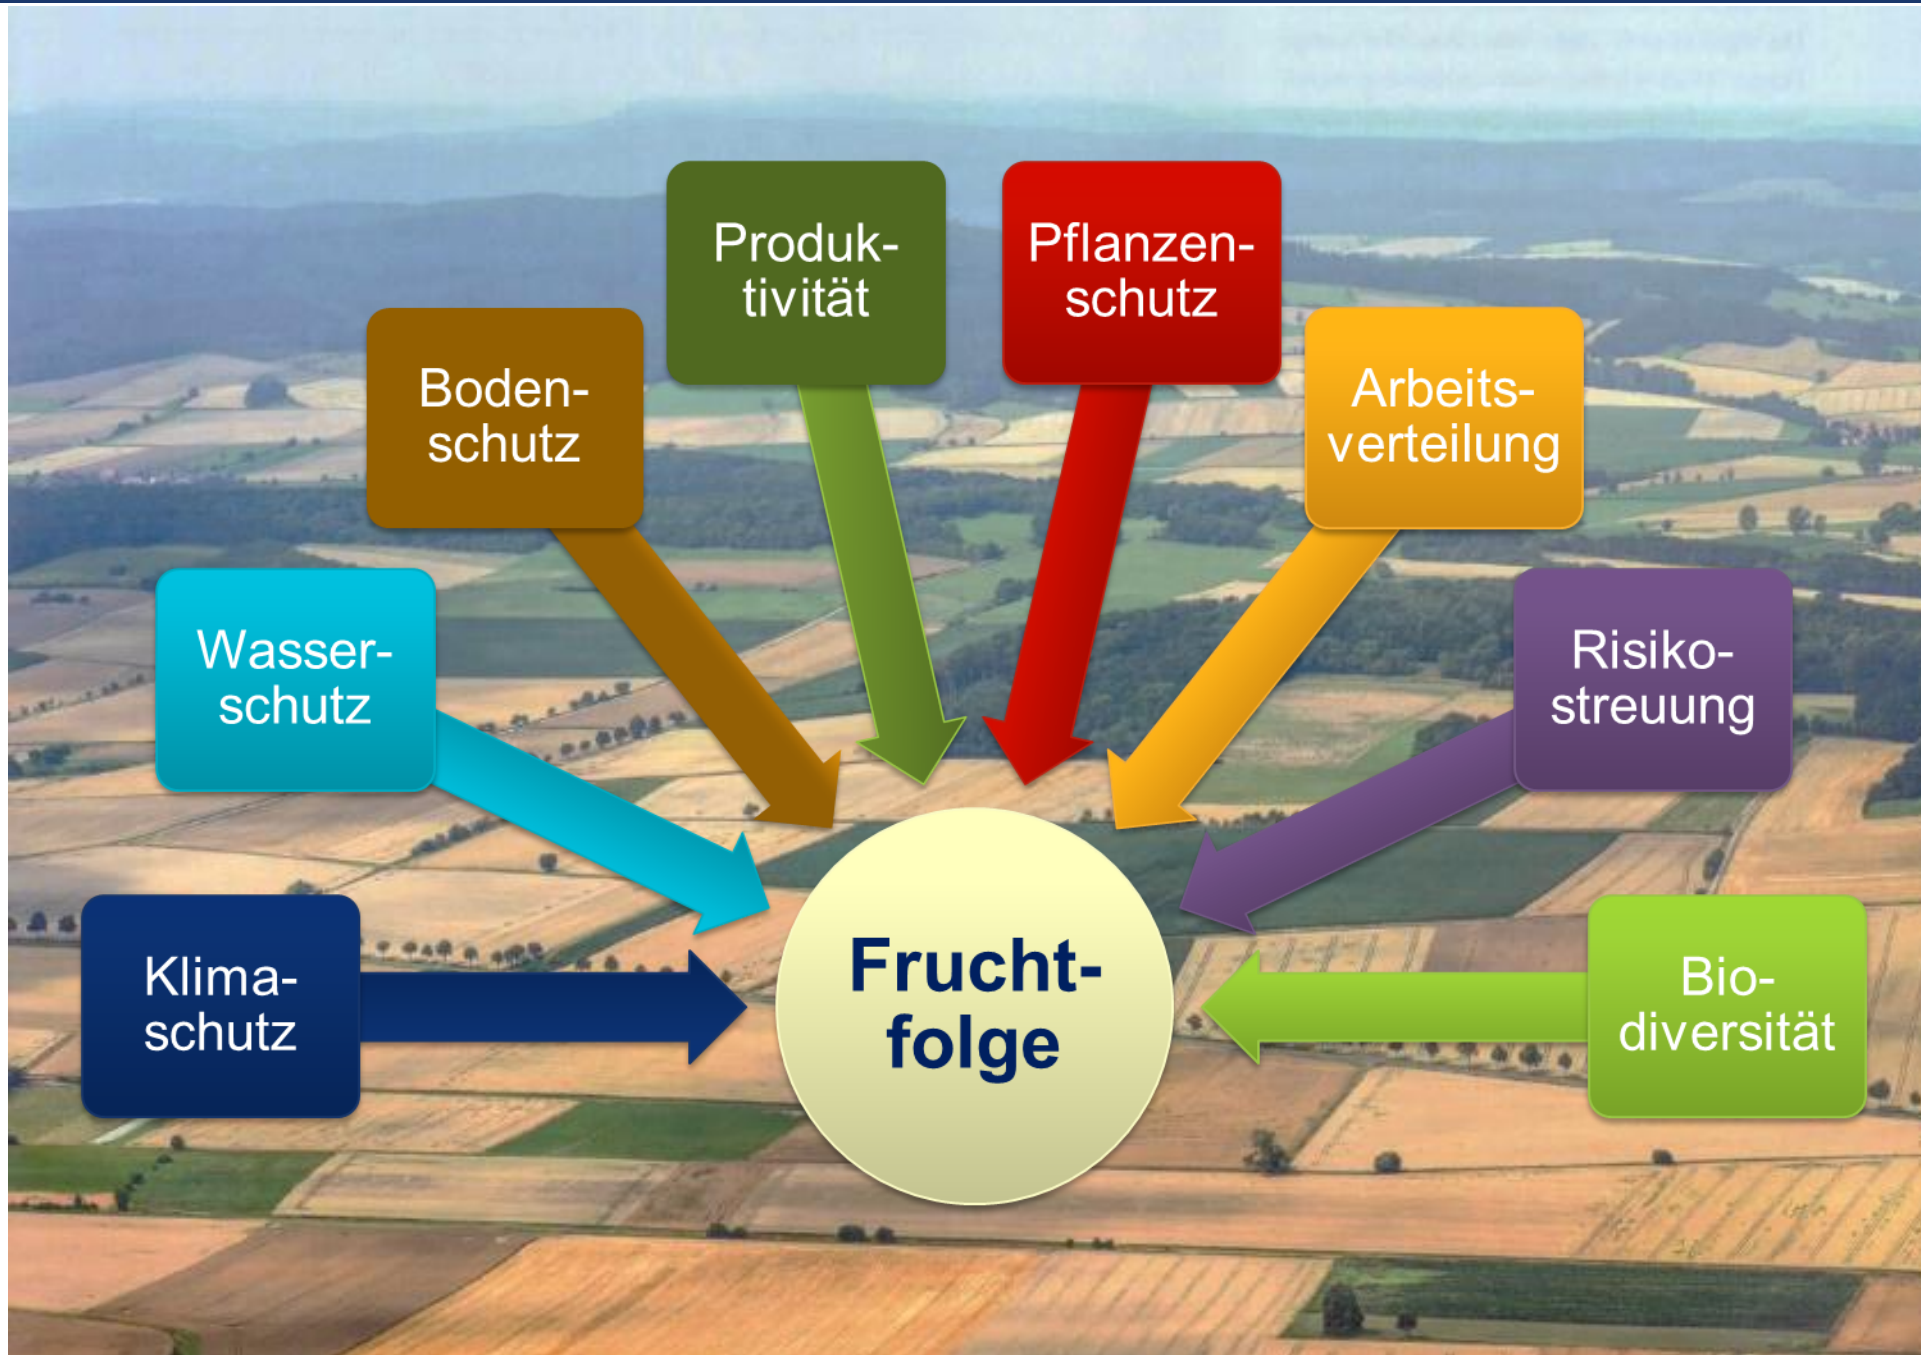 Produk-
tivität
Pflanzen-
schutz
Boden-
schutz
Arbeits-
verteilung
Wasser-
schutz
Risiko-
streuung
Klima-
schutz
Frucht-
folge
Bio-
diversität